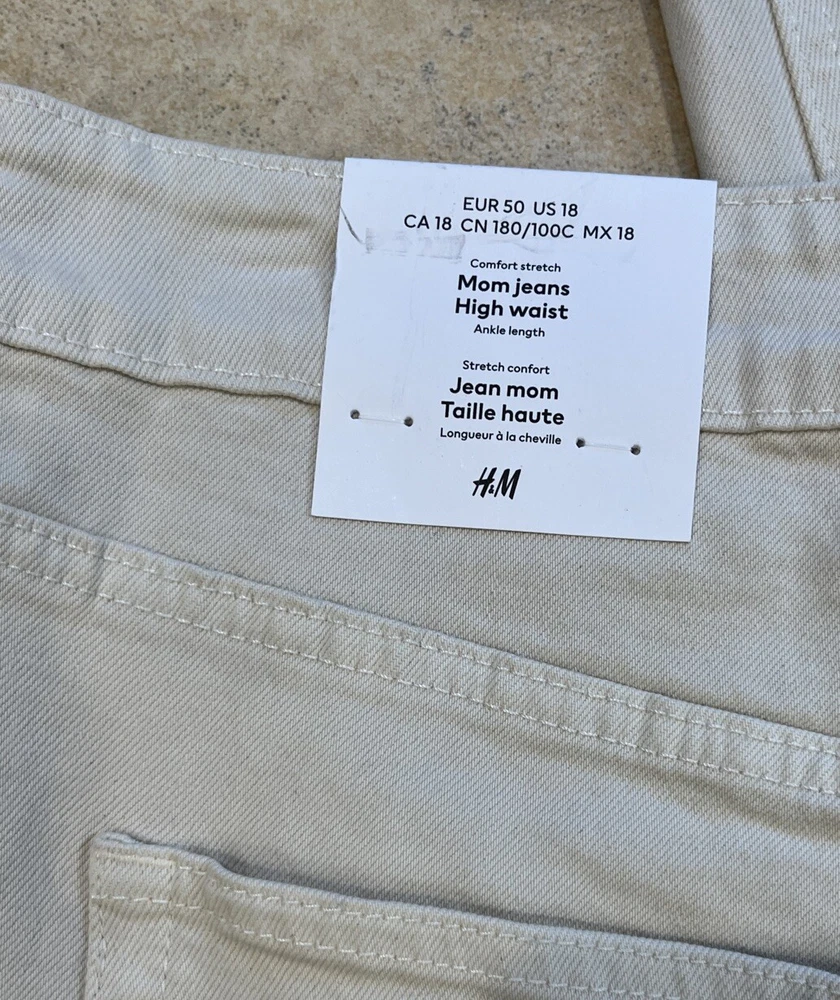 EUR 50 US 18
CA 18 CN 180/100C MX 18
Comfort stretch
Mom jeans
High waist
Ankle length
Stretch confort
Jean mom
Taille haute
Longueur à la cheville
H&M